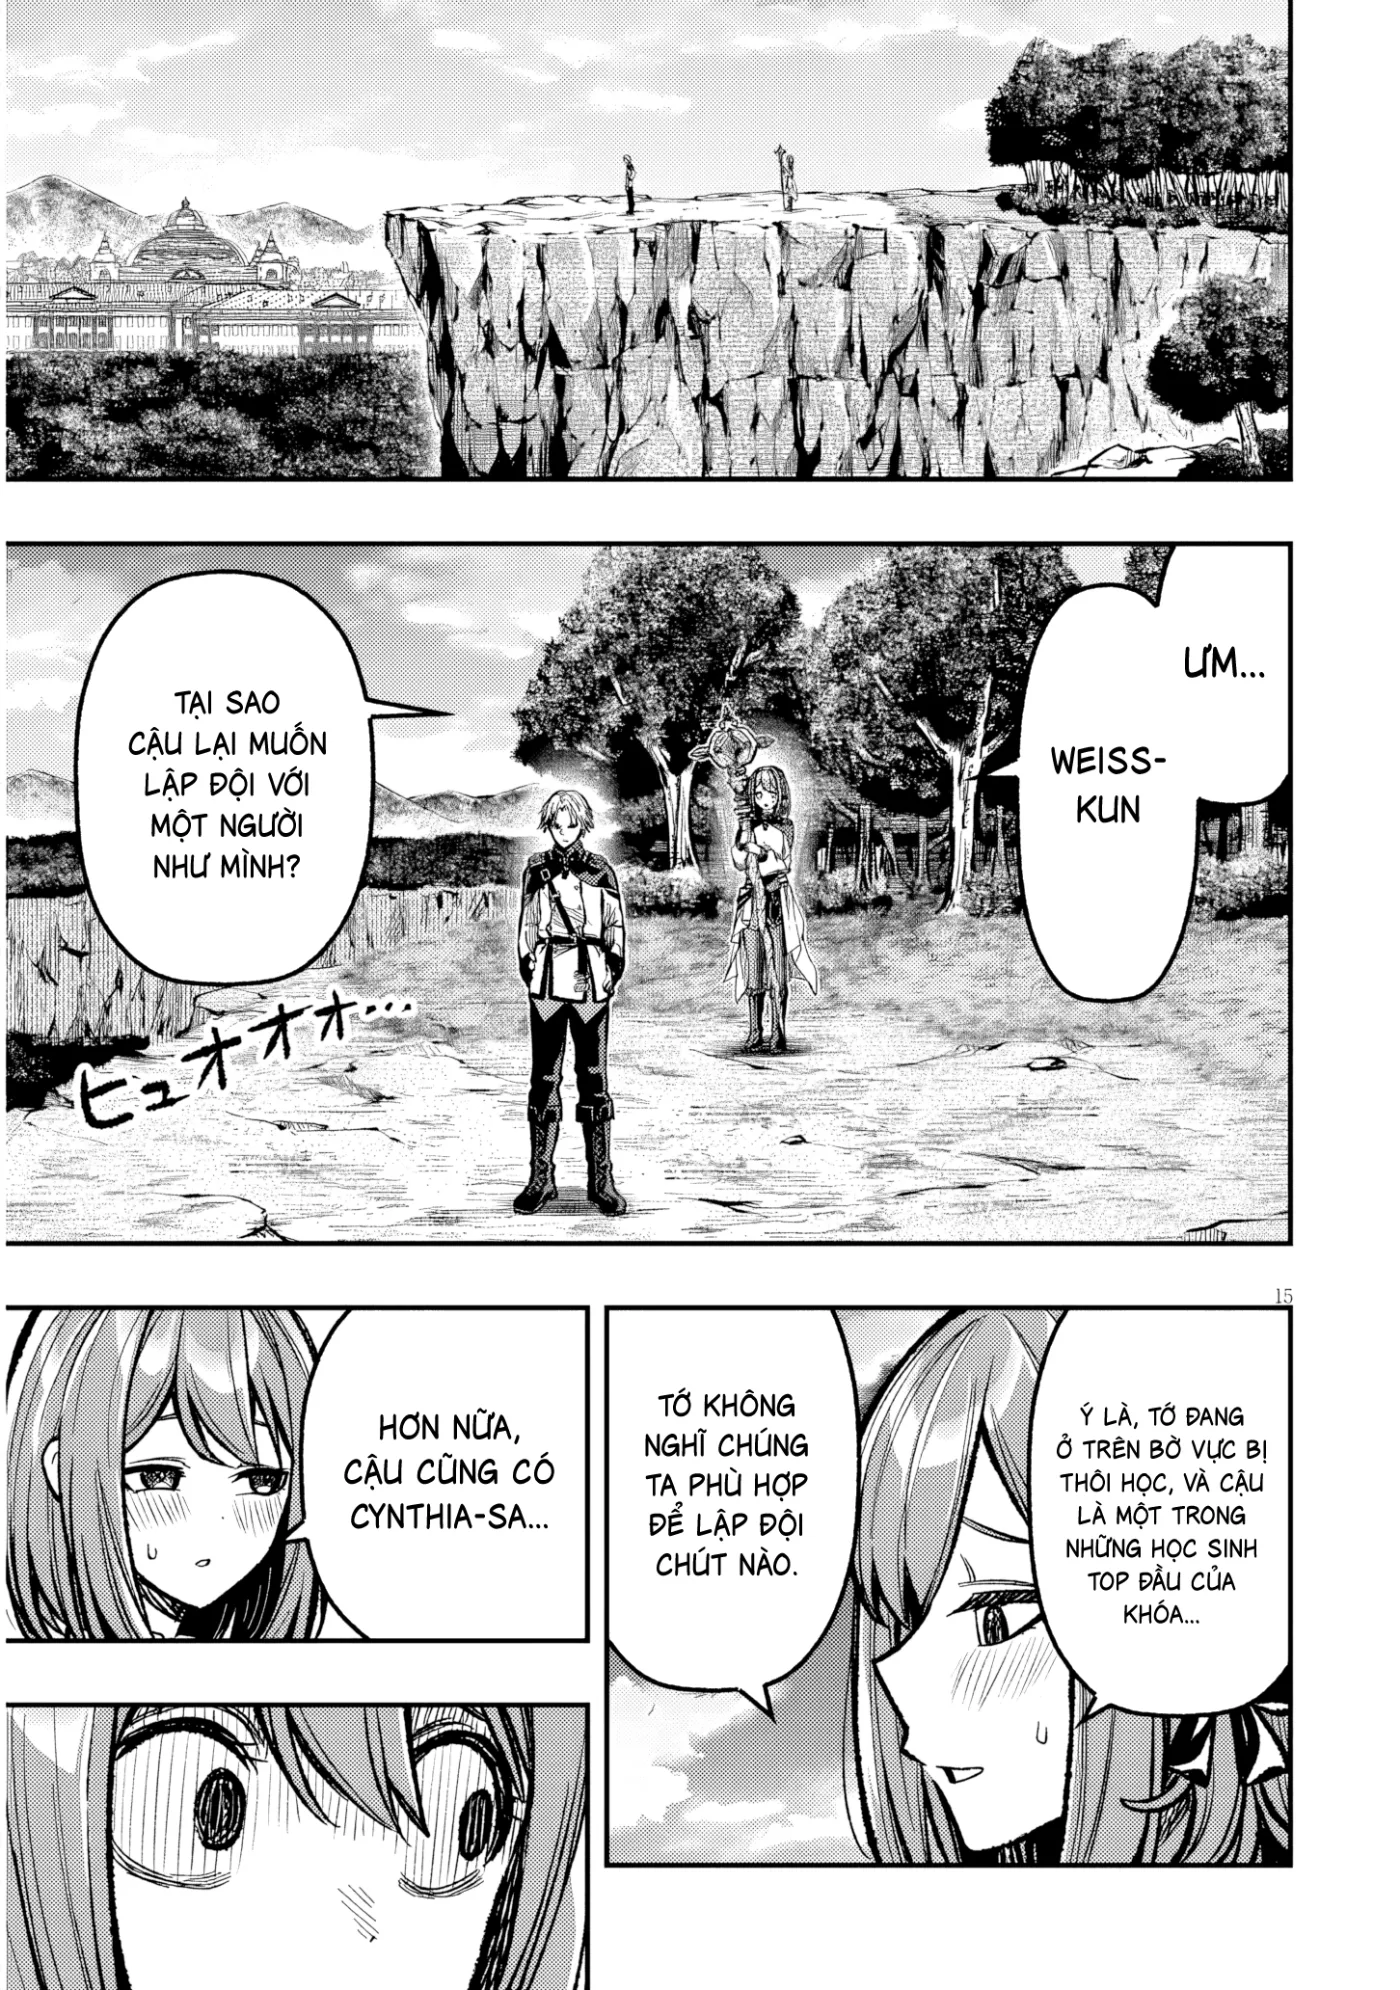 ƯM...
WEISS-
KUN
TẠI SAO
CẬU LẠI MUỐN
LẬP ĐỘI VỚI
MỘT NGƯỜI
NHƯ MÌNH?
ヒュオオオ...
15
Ý LÀ, TỚ ĐANG
Ở TRÊN BỜ VỰC BỊ
THÔI HỌC, VÀ CẬU
LÀ MỘT TRONG
NHỮNG HỌC SINH
TOP ĐẦU CỦA
KHÓA...
TỚ KHÔNG
NGHĨ CHÚNG
TA PHÙ HỢP
ĐỂ LẬP ĐỘI
CHÚT NÀO.
HƠN NỮA,
CẬU CŨNG CÓ
CYNTHIA-SA...